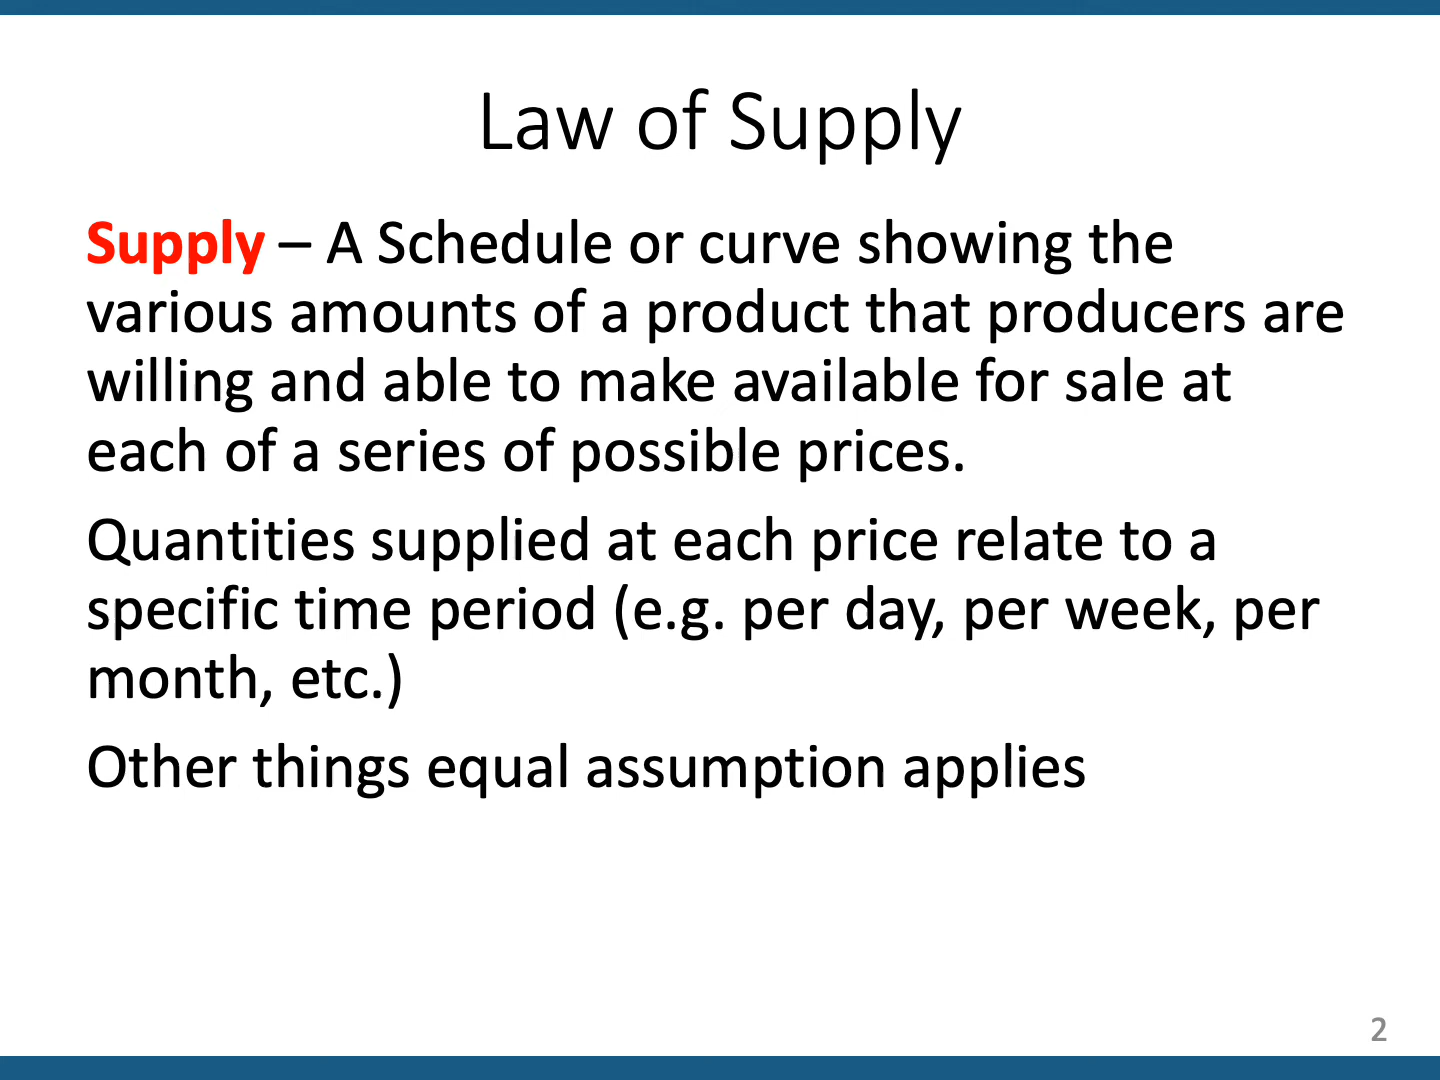 Law of Supply
Supply – A Schedule or curve showing the
various amounts of a product that producers are
willing and able to make available for sale at
each of a series of possible prices.
Quantities supplied at each price relate to a
specific time period (e.g. per day, per week, per
month, etc.)
Other things equal assumption applies
2